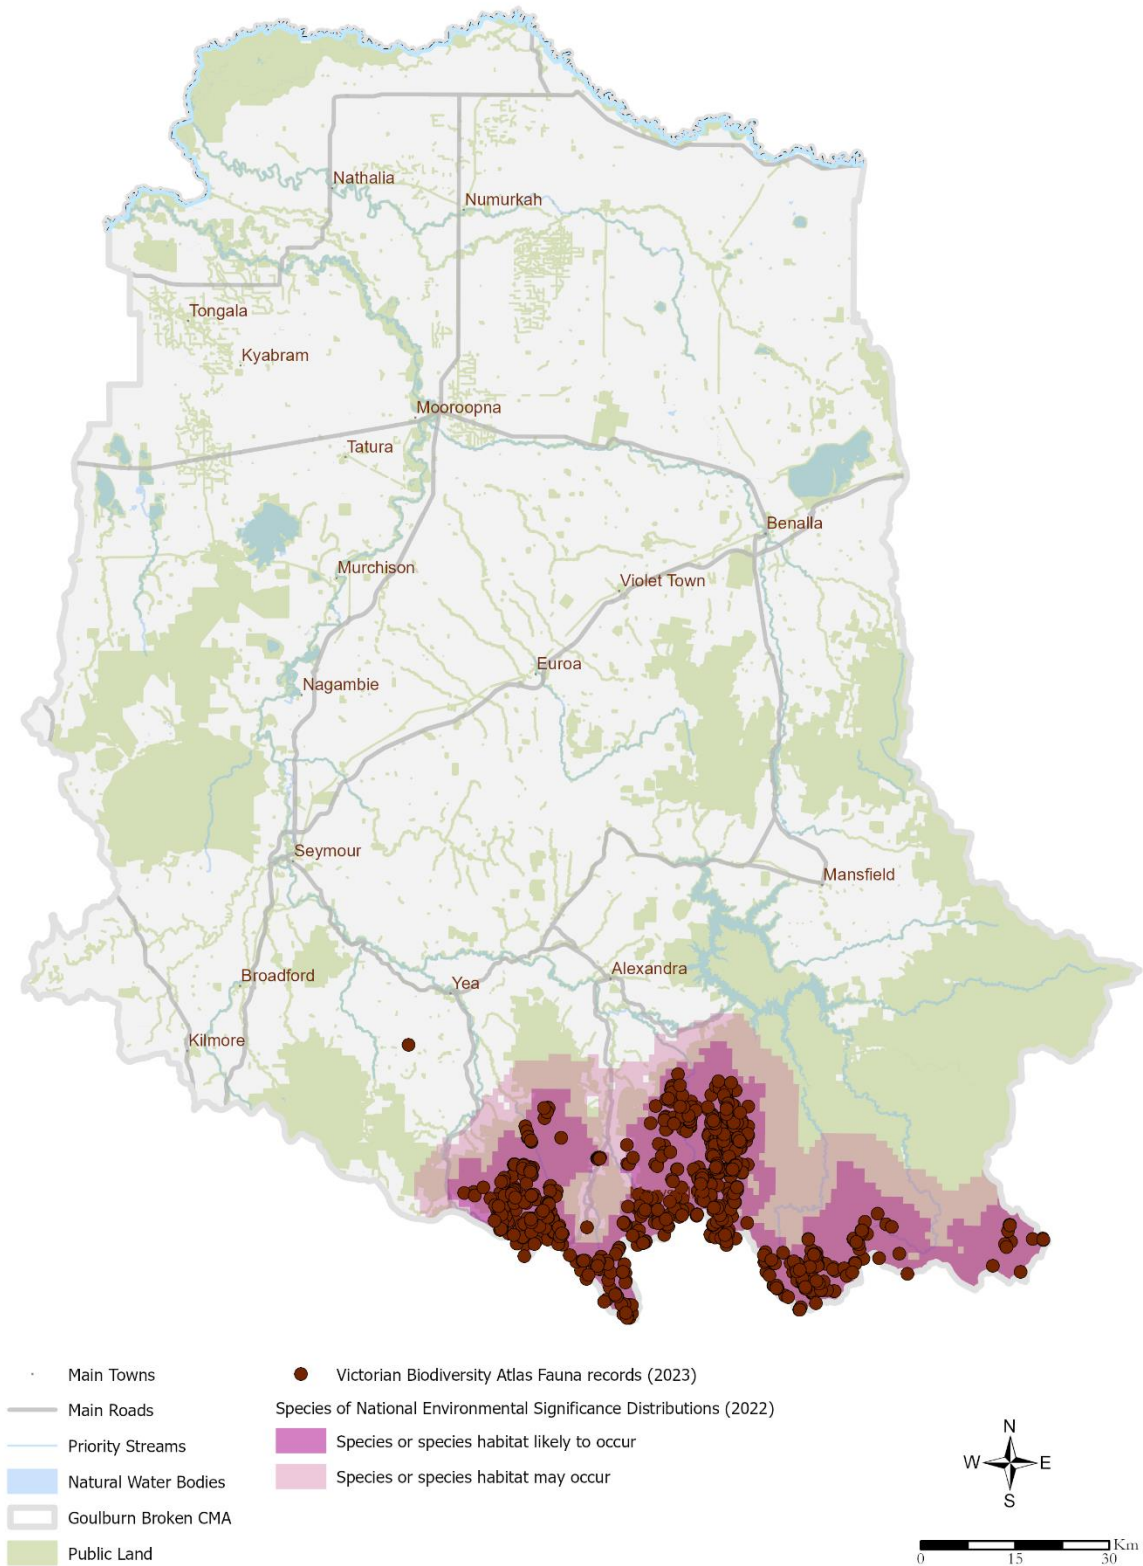 Nathalia
Numurkah
Tongala
Kyabram
Mooroopna
Tatura
Benalla
Murchison
Violet Town
Euroa
Nagambie
Seymour
Mansfield
Broadford
Yea
Alexandra
Kilmore
Main Towns
Main Roads
Priority Streams
Natural Water Bodies
Goulburn Broken CMA
Public Land
Victorian Biodiversity Atlas Fauna records (2023)
Species of National Environmental Significance Distributions (2022)
Species or species habitat likely to occur
Species or species habitat may occur
N
W E
S
Km
0 15 30